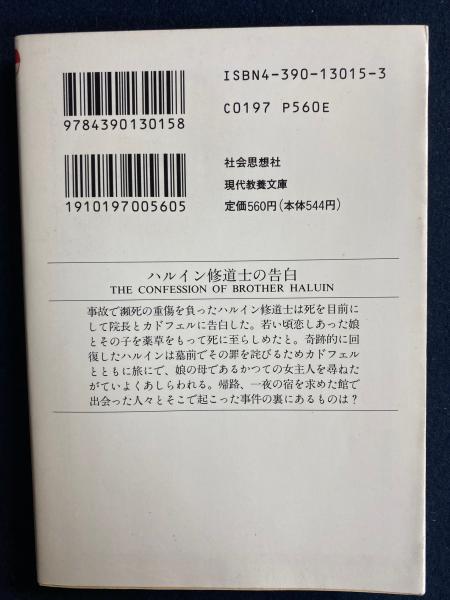 ISBN4-390-13015-3
C0197 P560E
9784390130158
社会思想社
現代教養文庫
定価560円(本体544円)
1910197005605
ハルイン修道士の告白
THE CONFESSION OF BROTHER HALUIN
事故で瀕死の重傷を負ったハルイン修道士は死を目前に
して院長とカドフェルに告白した。若い頃恋しあった娘
とその子を薬草をもって死に至らしめたと。奇跡的に回
復したハルインは墓前でその罪を詫びるためカドフェル
とともに旅にで、娘の母であるかつての女主人を尋ねた
がていよくあしらわれる。帰路、一夜の宿を求めた館で
出会った人々とそこで起こった事件の裏にあるものは?